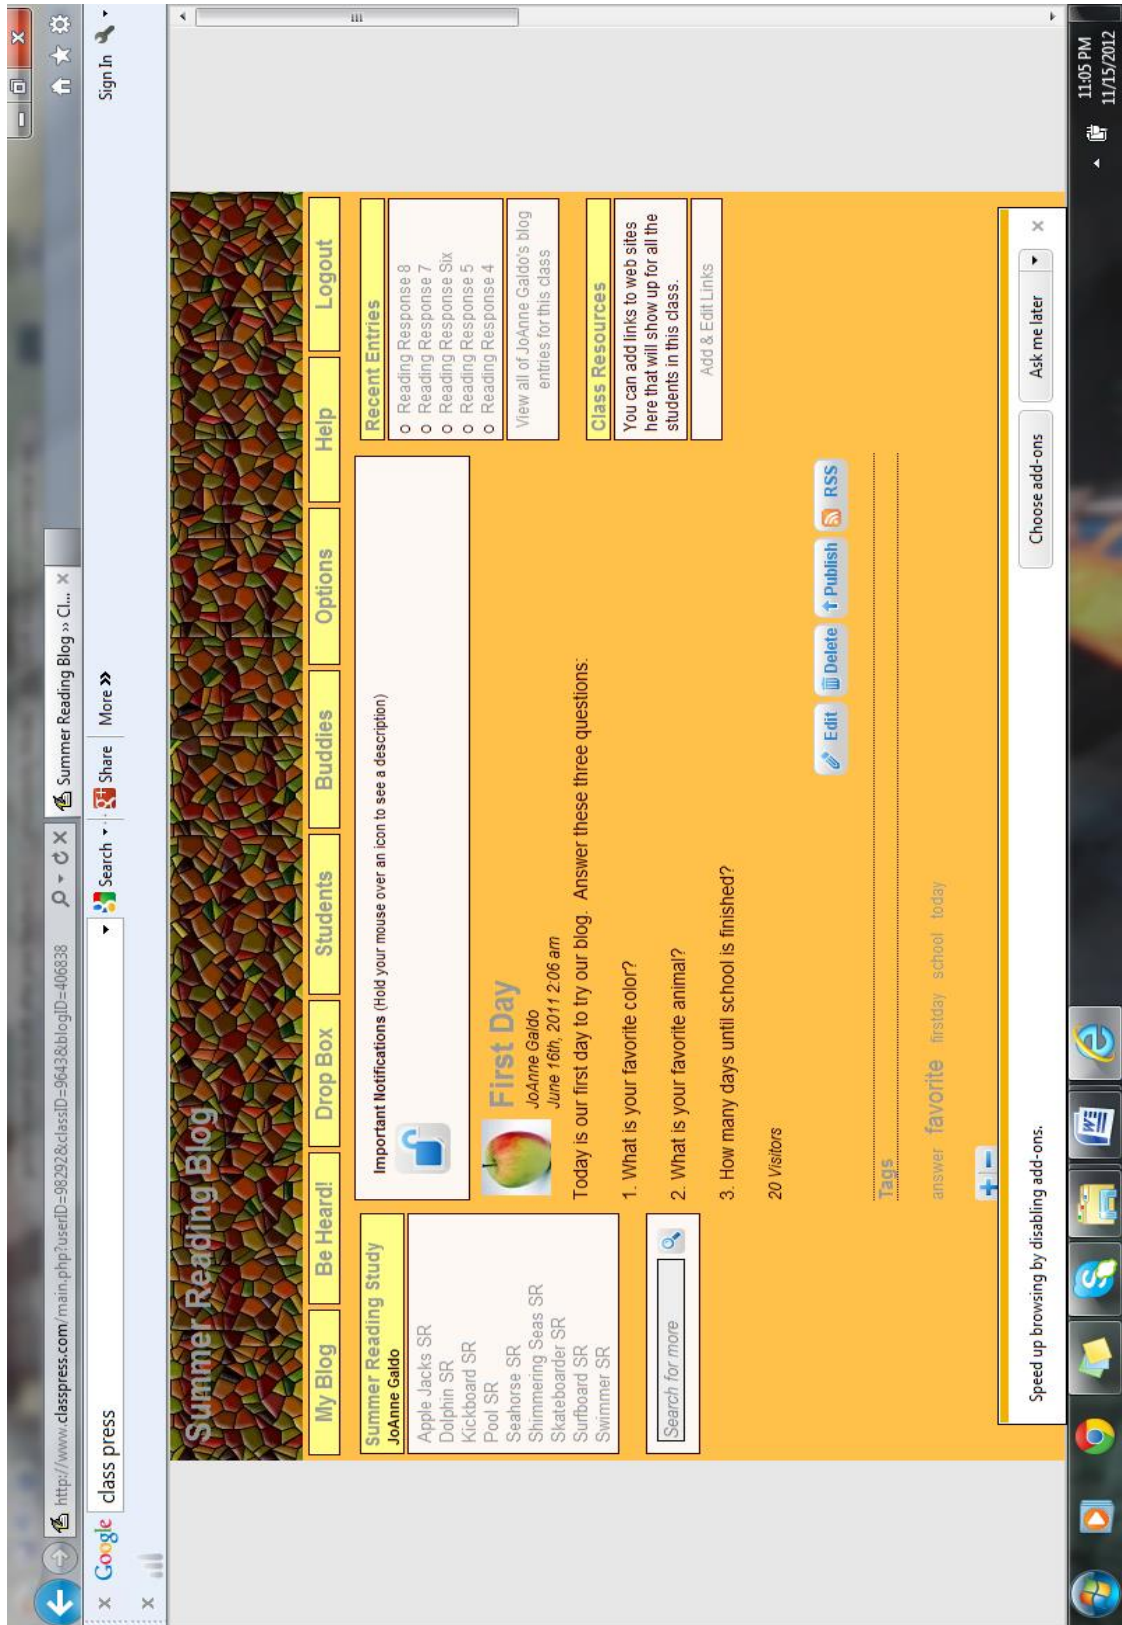 http://www.classpress.com/main.php?userID=98292&classID=9643&blogID=406838
Summer Reading Blog » Cl...
Google
class press
Search
Share
More »
Sign In
Summer Reading Blog
My Blog
Be Heard!
Drop Box
Students
Buddies
Options
Help
Logout
Summer Reading Study
JoAnne Galdo
Apple Jacks SR
Dolphin SR
Kickboard SR
Pool SR
Seahorse SR
Shimmering Seas SR
Skateboarder SR
Surfboard SR
Swimmer SR
Search for more
Important Notifications (Hold your mouse over an icon to see a description)
First Day
JoAnne Galdo
June 16th, 2011 2:06 am
Today is our first day to try our blog. Answer these three questions:
1. What is your favorite color?
2. What is your favorite animal?
3. How many days until school is finished?
20 Visitors
Edit
Delete
Publish
RSS
Tags
answer favorite firstday school today
Recent Entries
o Reading Response 8
o Reading Response 7
o Reading Response Six
o Reading Response 5
o Reading Response 4
View all of JoAnne Galdo's blog
entries for this class
Class Resources
You can add links to web sites
here that will show up for all the
students in this class.
Add & Edit Links
Speed up browsing by disabling add-ons.
Choose add-ons
Ask me later
11:05 PM
11/15/2012